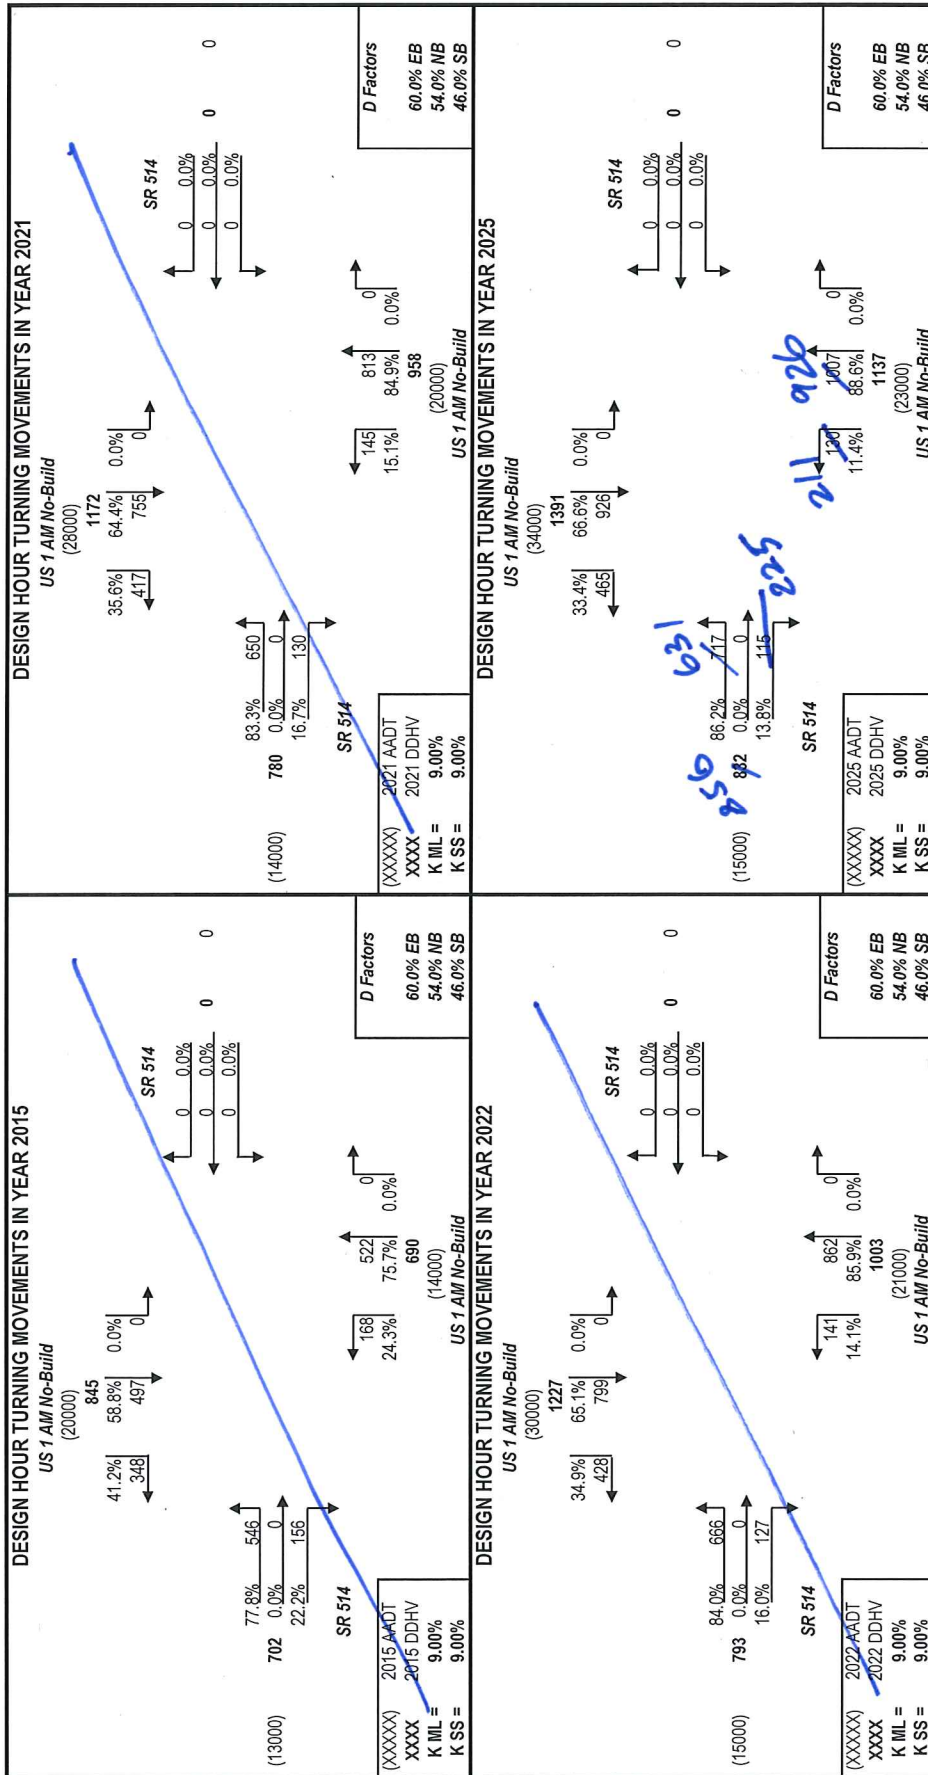 DESIGN HOUR TURNING MOVEMENTS IN YEAR 2015
US 1 AM No-Build
(20000)
845
41.2% 58.8% 0.0%
348 497 0
SR 514
77.8% 546
0 0.0%
(13000) 702 0.0% 0
0 0.0% 0 0
22.2% 156
0 0.0%
SR 514
168 522 0
24.3% 75.7% 0.0%
690
(14000)
US 1 AM No-Build
(XXXXX) 2015 AADT
XXXX 2015 DDHV
K ML = 9.00%
K SS = 9.00%
D Factors
60.0% EB
54.0% NB
46.0% SB
DESIGN HOUR TURNING MOVEMENTS IN YEAR 2021
US 1 AM No-Build
(28000)
1172
35.6% 64.4% 0.0%
417 755 0
SR 514
83.3% 650
0 0.0%
(14000) 780 0.0% 0
0 0.0% 0 0
16.7% 130
0 0.0%
SR 514
145 813 0
15.1% 84.9% 0.0%
958
(20000)
US 1 AM No-Build
(XXXXX) 2021 AADT
XXXX 2021 DDHV
K ML = 9.00%
K SS = 9.00%
D Factors
60.0% EB
54.0% NB
46.0% SB
DESIGN HOUR TURNING MOVEMENTS IN YEAR 2022
US 1 AM No-Build
(30000)
1227
34.9% 65.1% 0.0%
428 799 0
SR 514
84.0% 666
0 0.0%
(15000) 793 0.0% 0
0 0.0% 0 0
16.0% 127
0 0.0%
SR 514
141 862 0
14.1% 85.9% 0.0%
1003
(21000)
US 1 AM No-Build
(XXXXX) 2022 AADT
XXXX 2022 DDHV
K ML = 9.00%
K SS = 9.00%
D Factors
60.0% EB
54.0% NB
46.0% SB
DESIGN HOUR TURNING MOVEMENTS IN YEAR 2025
US 1 AM No-Build
(34000)
1391
33.4% 66.6% 0.0%
465 926 0
SR 514
631
86.2% 717
0 0.0%
856
(15000) 832 0.0% 0
0 0.0% 0 0
13.8% 115 225
0 0.0%
SR 514
211 926
130 1007 0
11.4% 88.6% 0.0%
1137
(23000)
US 1 AM No-Build
(XXXXX) 2025 AADT
XXXX 2025 DDHV
K ML = 9.00%
K SS = 9.00%
D Factors
60.0% EB
54.0% NB
46.0% SB